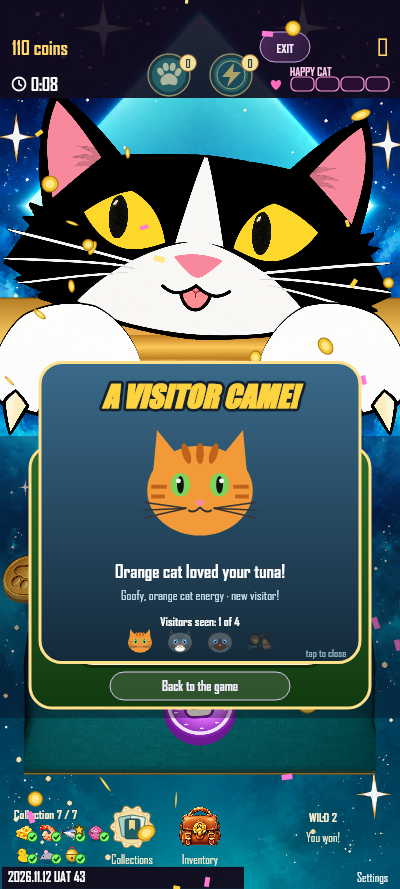 110 coins
EXIT
0:08
0
0
HAPPY CAT
A VISITOR CAME!
Orange cat loved your tuna!
Goofy, orange cat energy · new visitor!
Visitors seen: 1 of 4
tap to close
Back to the game
Collection 7 / 7
WILD 2
You won!
Collections
Inventory
2026.11.12 UAT 43
Settings